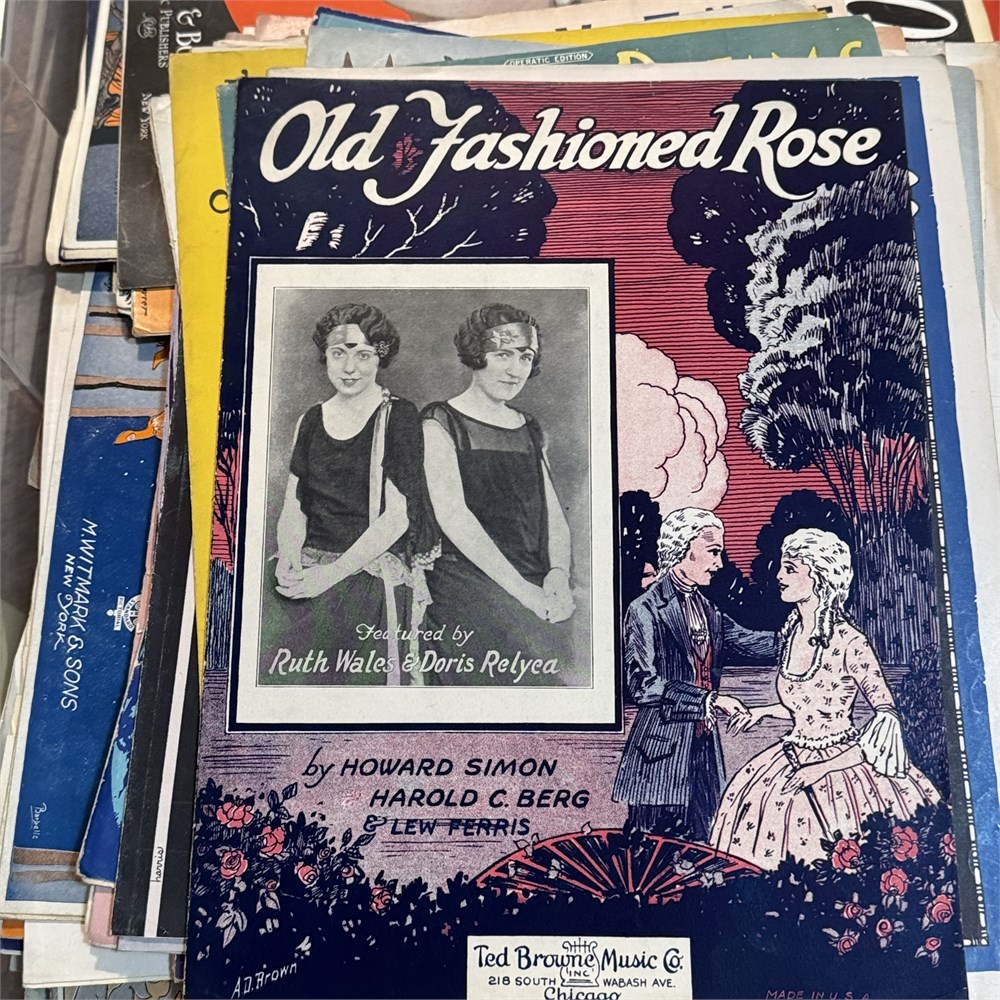 PUBLISHERS
NEW YORK
OPERATIC EDITION
Old Fashioned Rose
Featured by
Ruth Wales & Doris Relyea
by HOWARD SIMON
HAROLD C. BERG
& LEW FERRIS
M. WITMARK & SONS
NEW YORK
Barbelle
harris
A.D. Brown
Ted Browne Music Co.
INC
218 SOUTH WABASH AVE.
Chicago
MADE IN U.S.A.